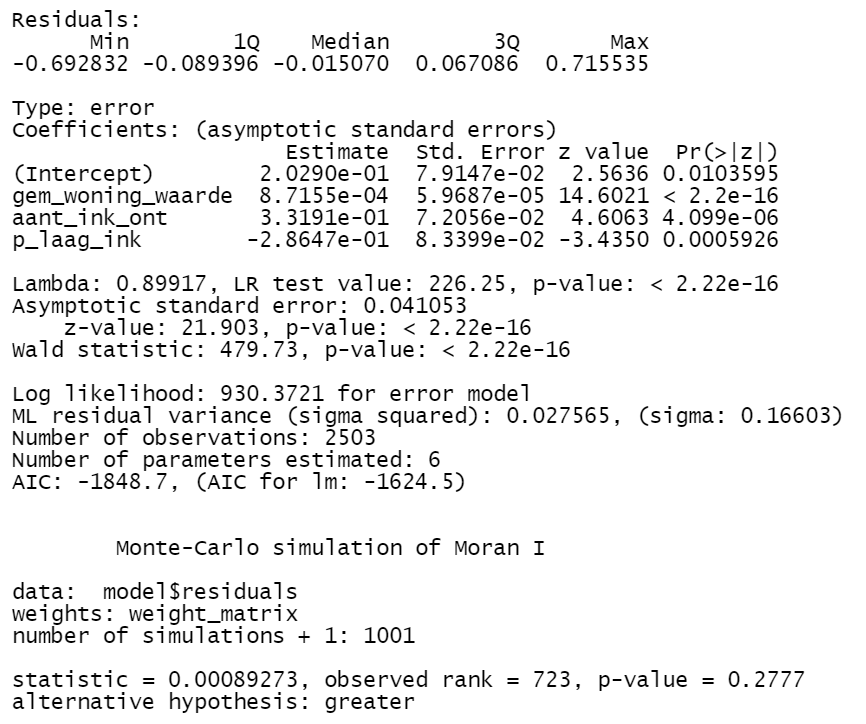 Residuals:
      Min        1Q    Median        3Q       Max
-0.692832 -0.089396 -0.015070  0.067086  0.715535
Type: error
Coefficients: (asymptotic standard errors)
                     Estimate  Std. Error z value  Pr(>|z|)
(Intercept)        2.0290e-01  7.9147e-02  2.5636 0.0103595
gem_woning_waarde  8.7155e-04  5.9687e-05 14.6021 < 2.2e-16
aant_ink_ont       3.3191e-01  7.2056e-02  4.6063 4.099e-06
p_laag_ink        -2.8647e-01  8.3399e-02 -3.4350 0.0005926
Lambda: 0.89917, LR test value: 226.25, p-value: < 2.22e-16
Asymptotic standard error: 0.041053
    z-value: 21.903, p-value: < 2.22e-16
Wald statistic: 479.73, p-value: < 2.22e-16
Log likelihood: 930.3721 for error model
ML residual variance (sigma squared): 0.027565, (sigma: 0.16603)
Number of observations: 2503
Number of parameters estimated: 6
AIC: -1848.7, (AIC for lm: -1624.5)
        Monte-Carlo simulation of Moran I
data:  model$residuals
weights: weight_matrix
number of simulations + 1: 1001
statistic = 0.00089273, observed rank = 723, p-value = 0.2777
alternative hypothesis: greater